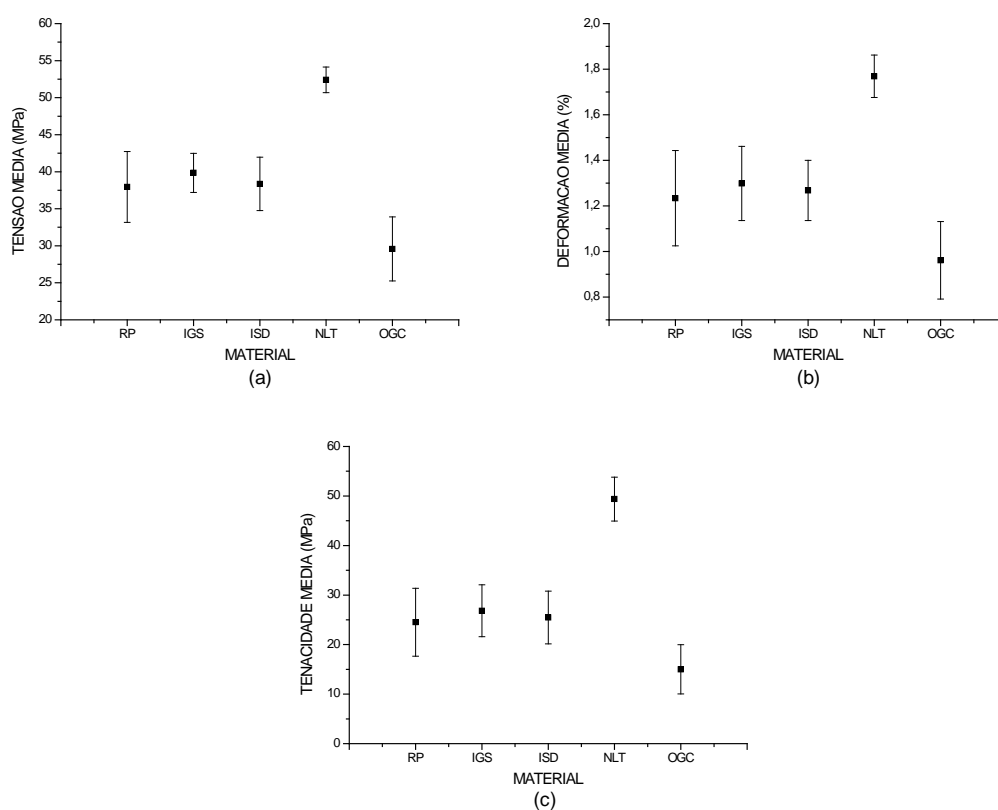 TENSAO MEDIA (MPa)
60
55
50
45
40
35
30
25
20
RP IGS ISD NLT OGC
MATERIAL
(a)
DEFORMACAO MEDIA (%)
2,0
1,8
1,6
1,4
1,2
1,0
0,8
RP IGS ISD NLT OGC
MATERIAL
(b)
TENACIDADE MEDIA (MPa)
60
50
40
30
20
10
0
RP IGS ISD NLT OGC
MATERIAL
(c)